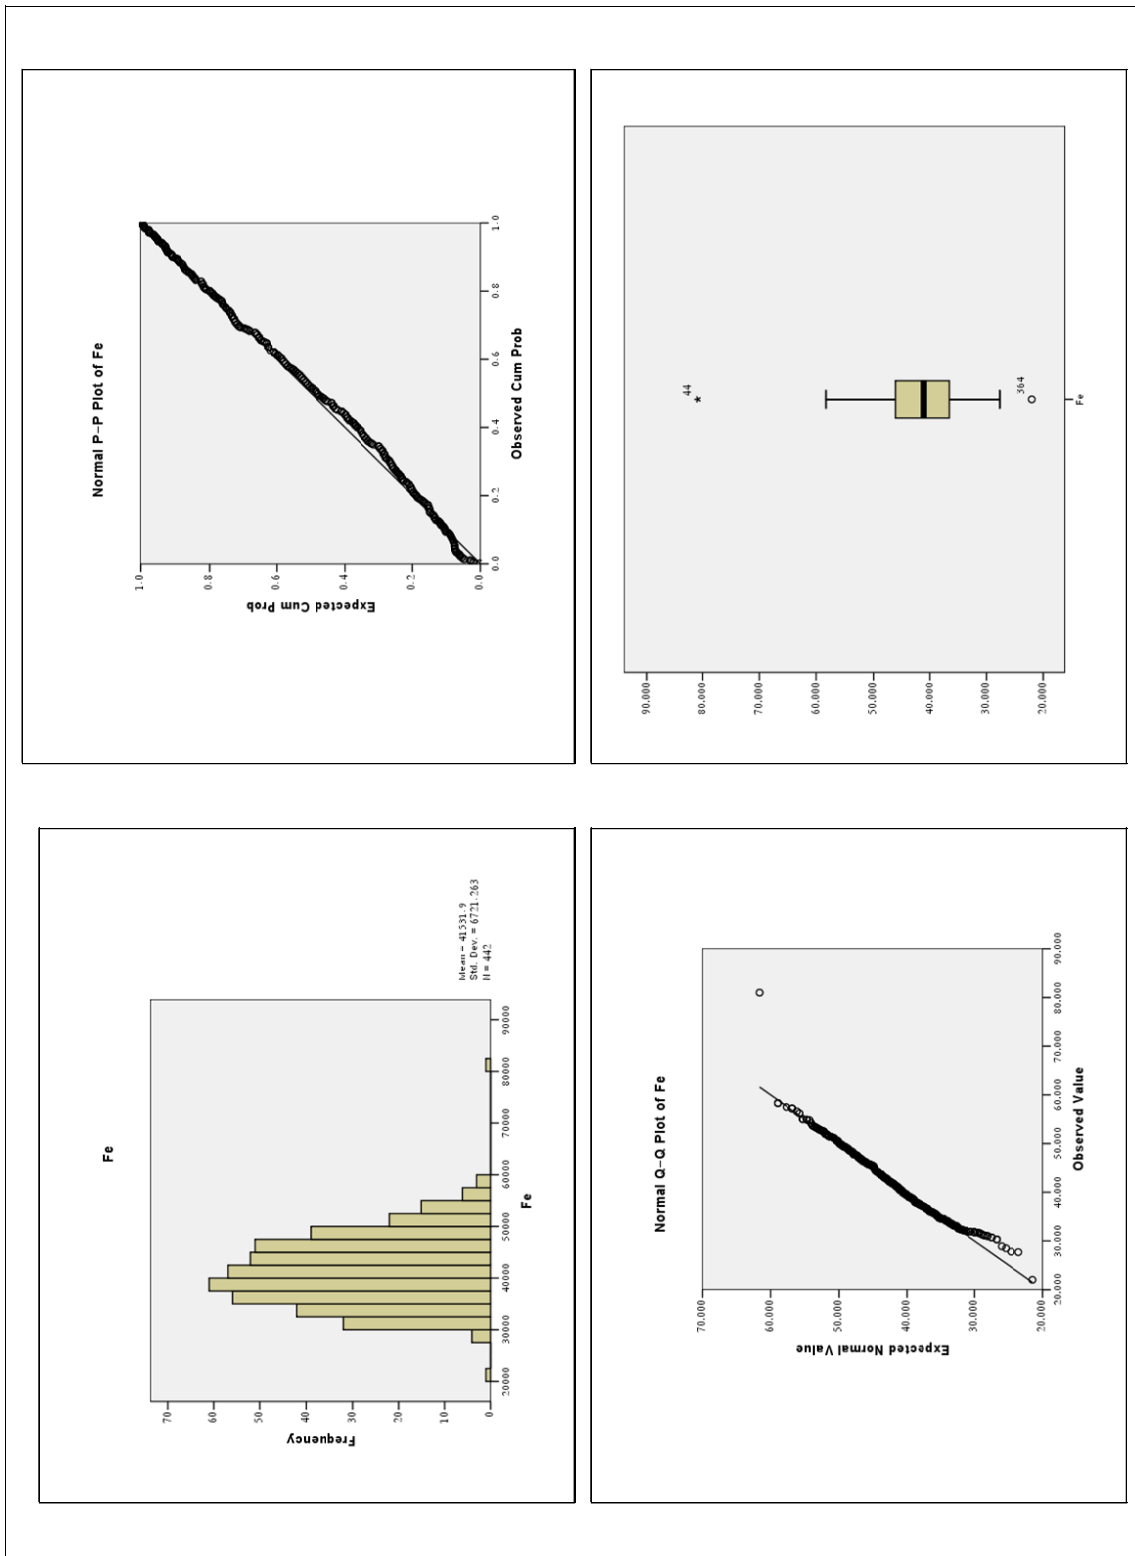 Fe
Frequency
70
60
50
40
30
20
10
0
20000 30000 40000 50000 60000 70000 80000 90000
Fe
Mean = 41531.9
Std. Dev. = 6721.263
N = 442
Normal P-P Plot of Fe
Expected Cum Prob
1.0
0.8
0.6
0.4
0.2
0.0
0.0 0.2 0.4 0.6 0.8 1.0
Observed Cum Prob
Normal Q-Q Plot of Fe
Expected Normal Value
70.000
60.000
50.000
40.000
30.000
20.000
20.000 30.000 40.000 50.000 60.000 70.000 80.000 90.000
Observed Value
90.000
80.000
70.000
60.000
50.000
40.000
30.000
20.000
44
364
Fe